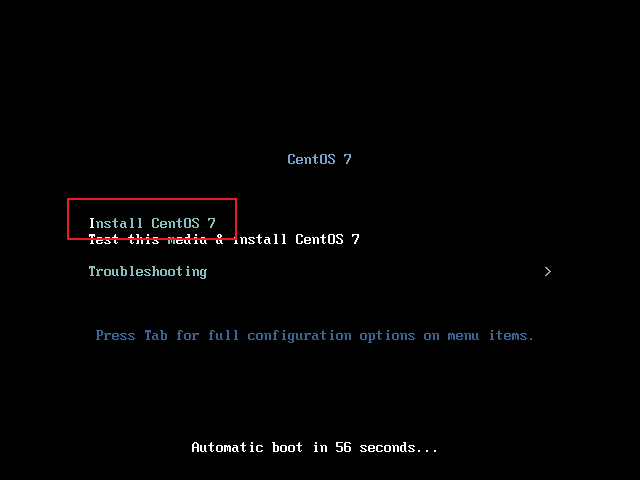 CentOS 7
Install CentOS 7
Test this media & install CentOS 7
Troubleshooting >
Press Tab for full configuration options on menu items.
Automatic boot in 56 seconds...